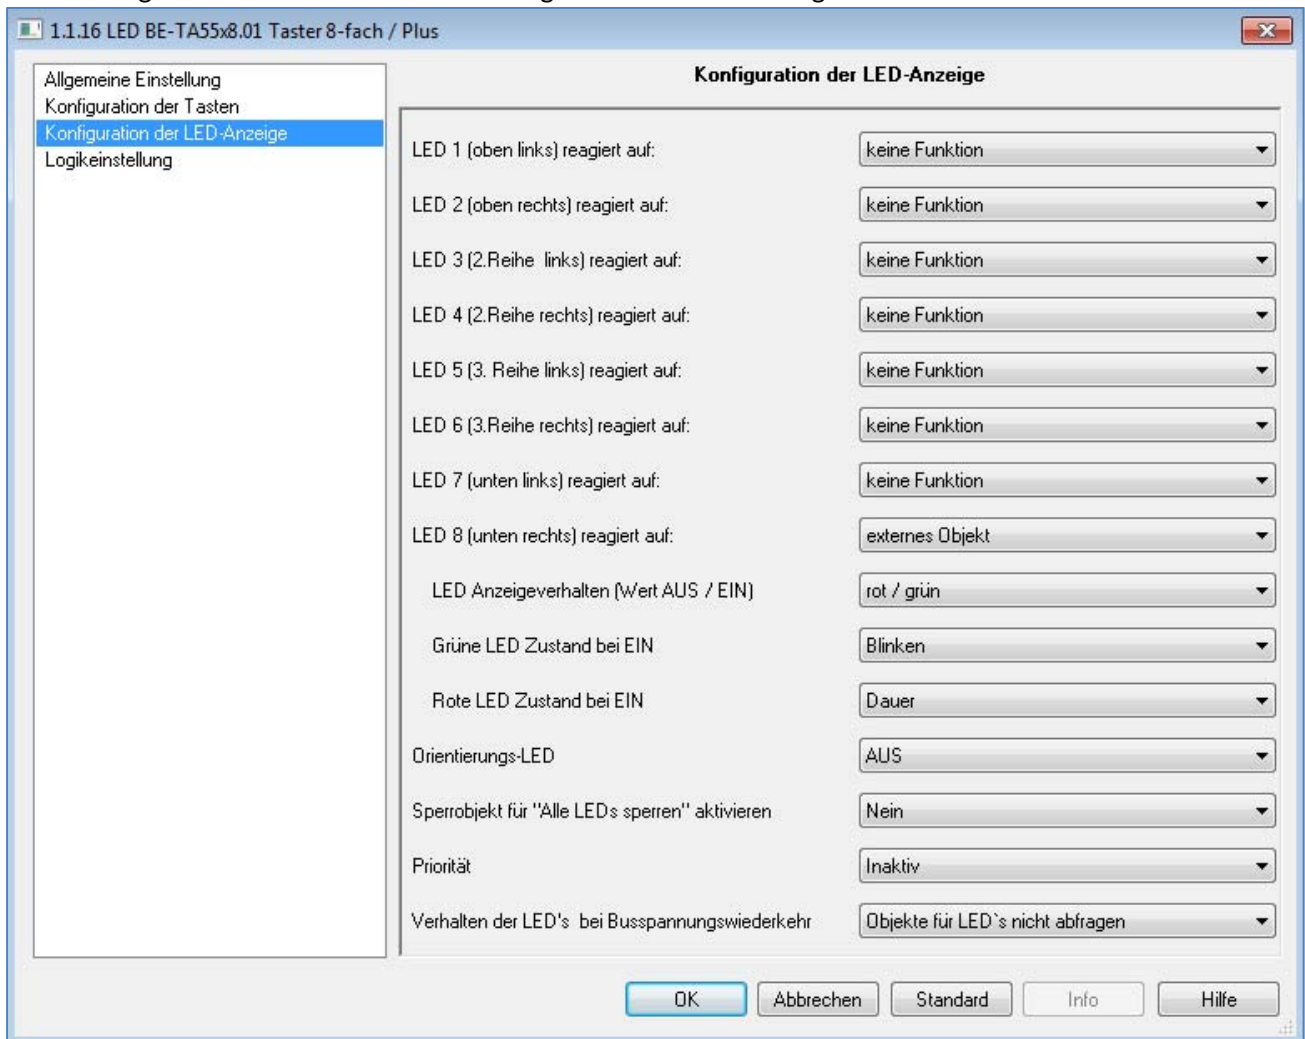 1.1.16 LED BE-TA55x8.01 Taster 8-fach / Plus
Allgemeine Einstellung
Konfiguration der Tasten
Konfiguration der LED-Anzeige
Logikeinstellung
Konfiguration der LED-Anzeige
LED 1 (oben links) reagiert auf: keine Funktion
LED 2 (oben rechts) reagiert auf: keine Funktion
LED 3 (2.Reihe  links) reagiert auf: keine Funktion
LED 4 (2.Reihe rechts) reagiert auf: keine Funktion
LED 5 (3. Reihe links) reagiert auf: keine Funktion
LED 6 (3.Reihe rechts) reagiert auf: keine Funktion
LED 7 (unten links) reagiert auf: keine Funktion
LED 8 (unten rechts) reagiert auf: externes Objekt
LED Anzeigeverhalten (Wert AUS / EIN) rot / grün
Grüne LED Zustand bei EIN Blinken
Rote LED Zustand bei EIN Dauer
Orientierungs-LED AUS
Sperrobjekt für "Alle LEDs sperren" aktivieren Nein
Priorität Inaktiv
Verhalten der LED's  bei Busspannungswiederkehr Objekte für LED`s nicht abfragen
OK Abbrechen Standard Info Hilfe